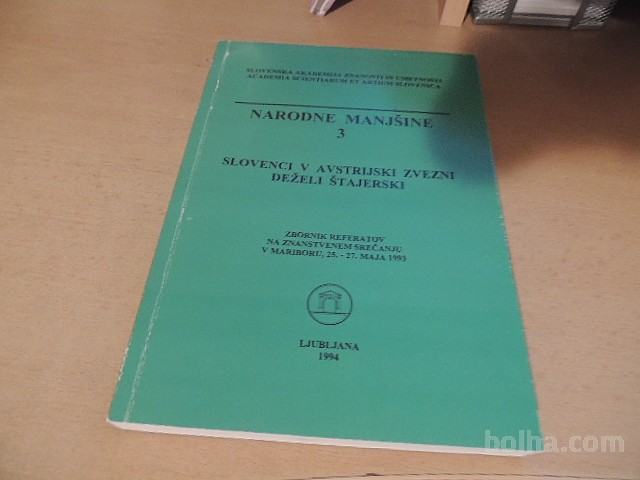 SLOVENSKA AKADEMIJA ZNANOSTI IN UMETNOSTI
ACADEMIA SCIENTIARUM ET ARTIUM SLOVENICA
NARODNE MANJŠINE
3
SLOVENCI V AVSTRIJSKI ZVEZNI
DEŽELI ŠTAJERSKI
ZBORNIK REFERATOV
NA ZNANSTVENEM SREČANJU
V MARIBORU, 25. - 27. MAJA 1993
LJUBLJANA
1994
bolha.com